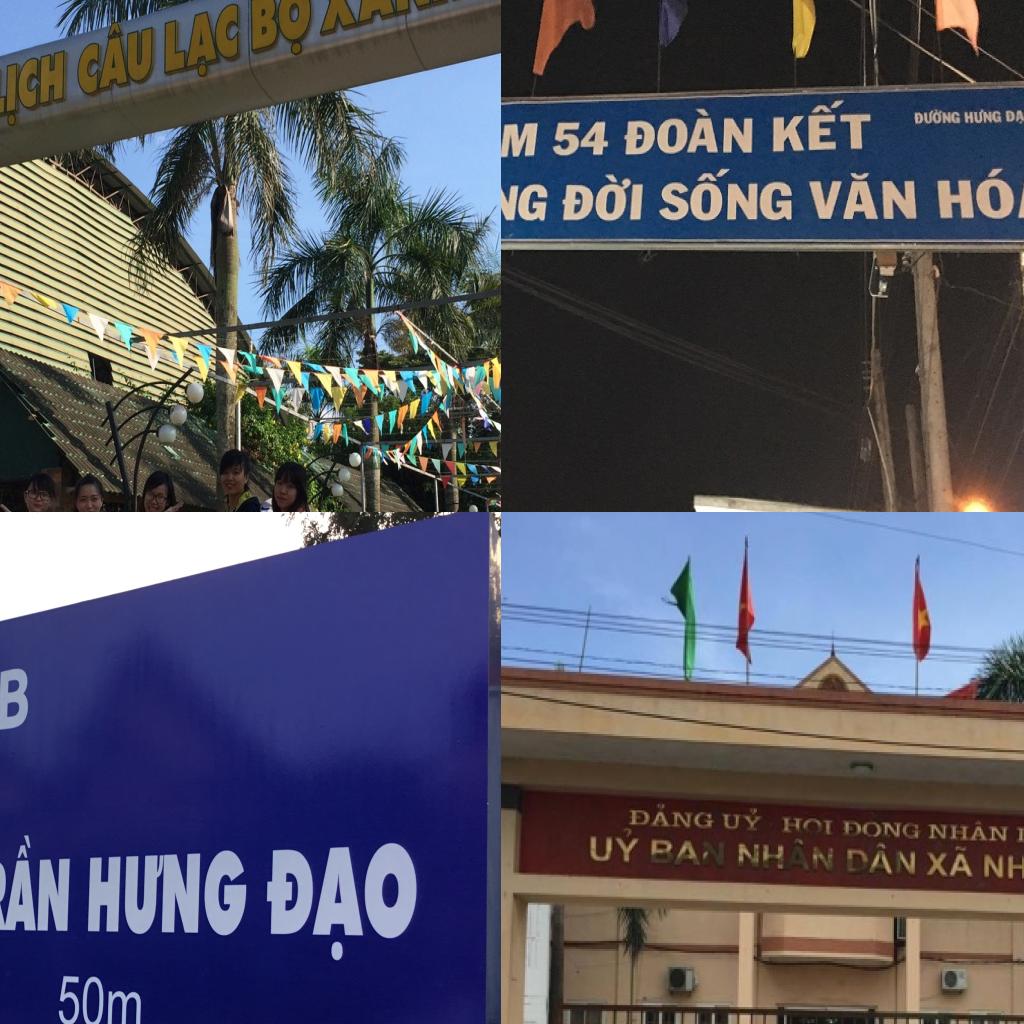 LỊCH CÂU LẠC BỘ XANH
M 54 ĐOÀN KẾT
ĐƯỜNG HƯNG ĐẠ
NG ĐỜI SỐNG VĂN HÓA
B
RẦN HƯNG ĐẠO
50m
ĐẢNG UỶ HỘI ĐỒNG NHÂN
UỶ BAN NHÂN DÂN XÃ NH